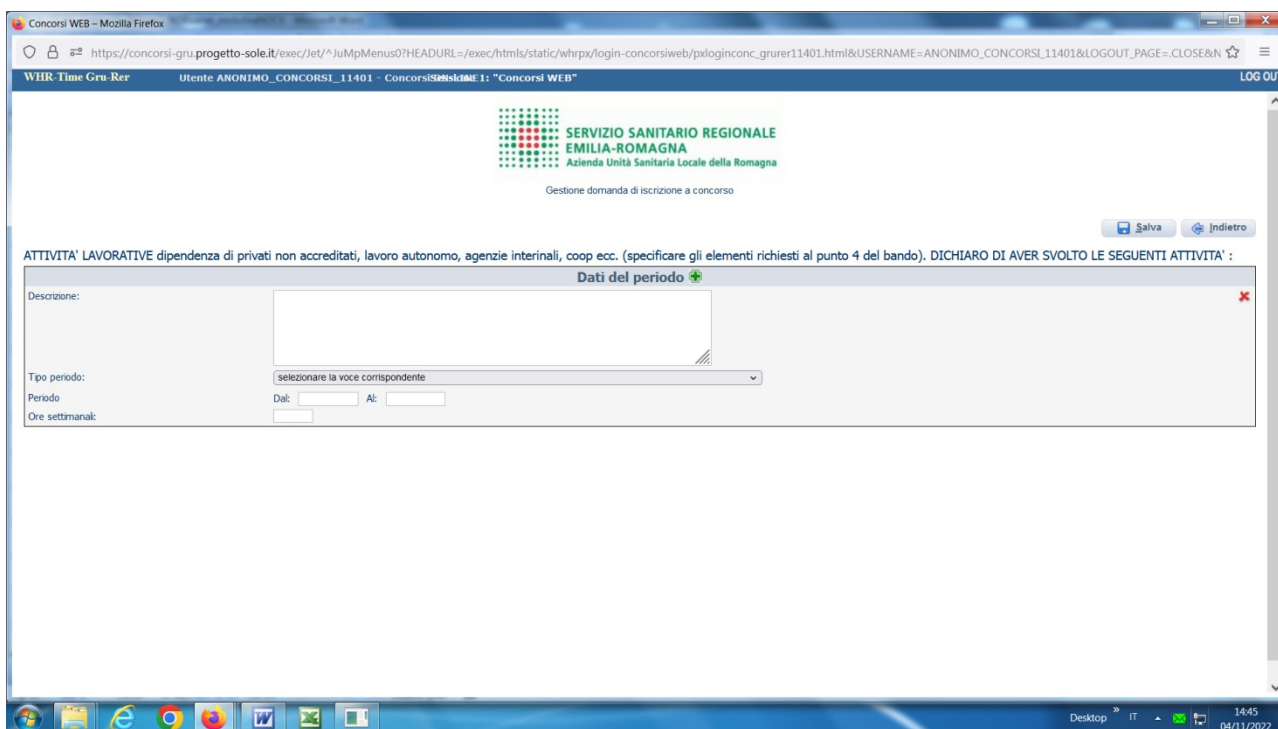 Concorsi WEB – Mozilla Firefox
https://concorsi-gru.progetto-sole.it/exec/Jet/^JuMpMenus0?HEADURL=/exec/htmls/static/whrpx/login-concorsiweb/pxloginconc_grurer11401.html&USERNAME=ANONIMO_CONCORSI_11401&LOGOUT_PAGE=.CLOSE&N
WHR-Time Gru-Rer
Utente ANONIMO_CONCORSI_11401 - Concorsi 1: "Concorsi WEB"
LOG OU
SERVIZIO SANITARIO REGIONALE
EMILIA-ROMAGNA
Azienda Unità Sanitaria Locale della Romagna
Gestione domanda di iscrizione a concorso
Salva
Indietro
ATTIVITA' LAVORATIVE dipendenza di privati non accreditati, lavoro autonomo, agenzie interinali, coop ecc. (specificare gli elementi richiesti al punto 4 del bando). DICHIARO DI AVER SVOLTO LE SEGUENTI ATTIVITA' :
Dati del periodo
Descrizione:
Tipo periodo:
selezionare la voce corrispondente
Periodo
Dal:
Al:
Ore settimanali:
Desktop
IT
14:45
04/11/2022